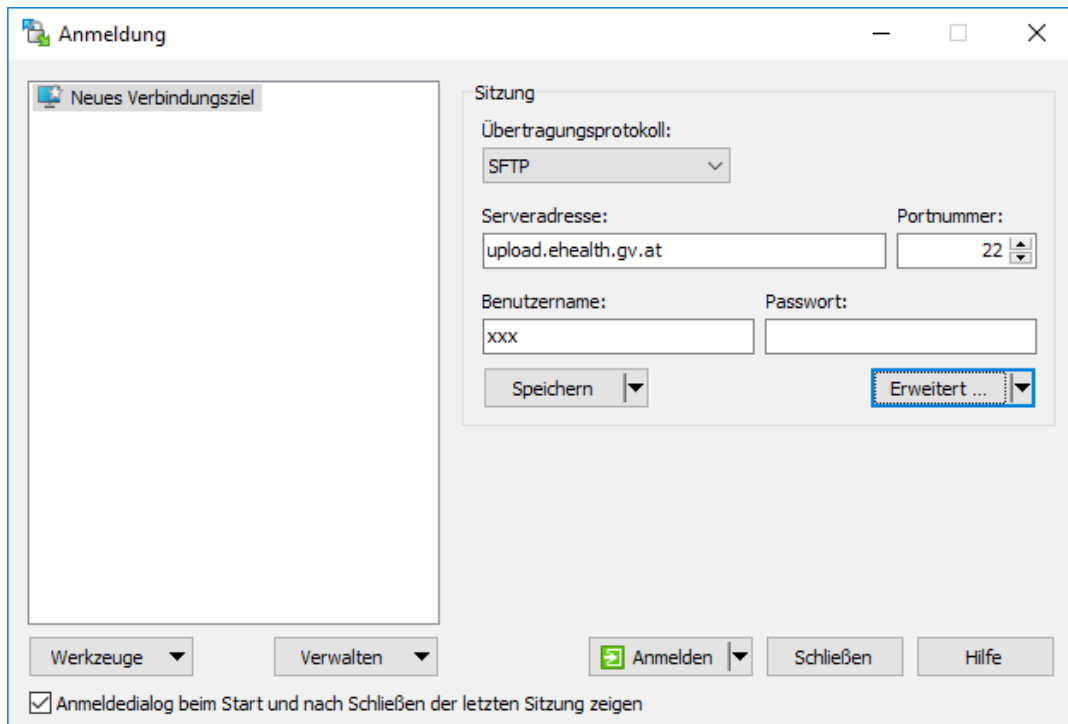 Anmeldung
Neues Verbindungsziel
Sitzung
Übertragungsprotokoll:
SFTP
Serveradresse: Portnummer:
upload.ehealth.gv.at 22
Benutzername: Passwort:
xxx
Speichern Erweitert ...
Werkzeuge Verwalten Anmelden Schließen Hilfe
Anmeldedialog beim Start und nach Schließen der letzten Sitzung zeigen